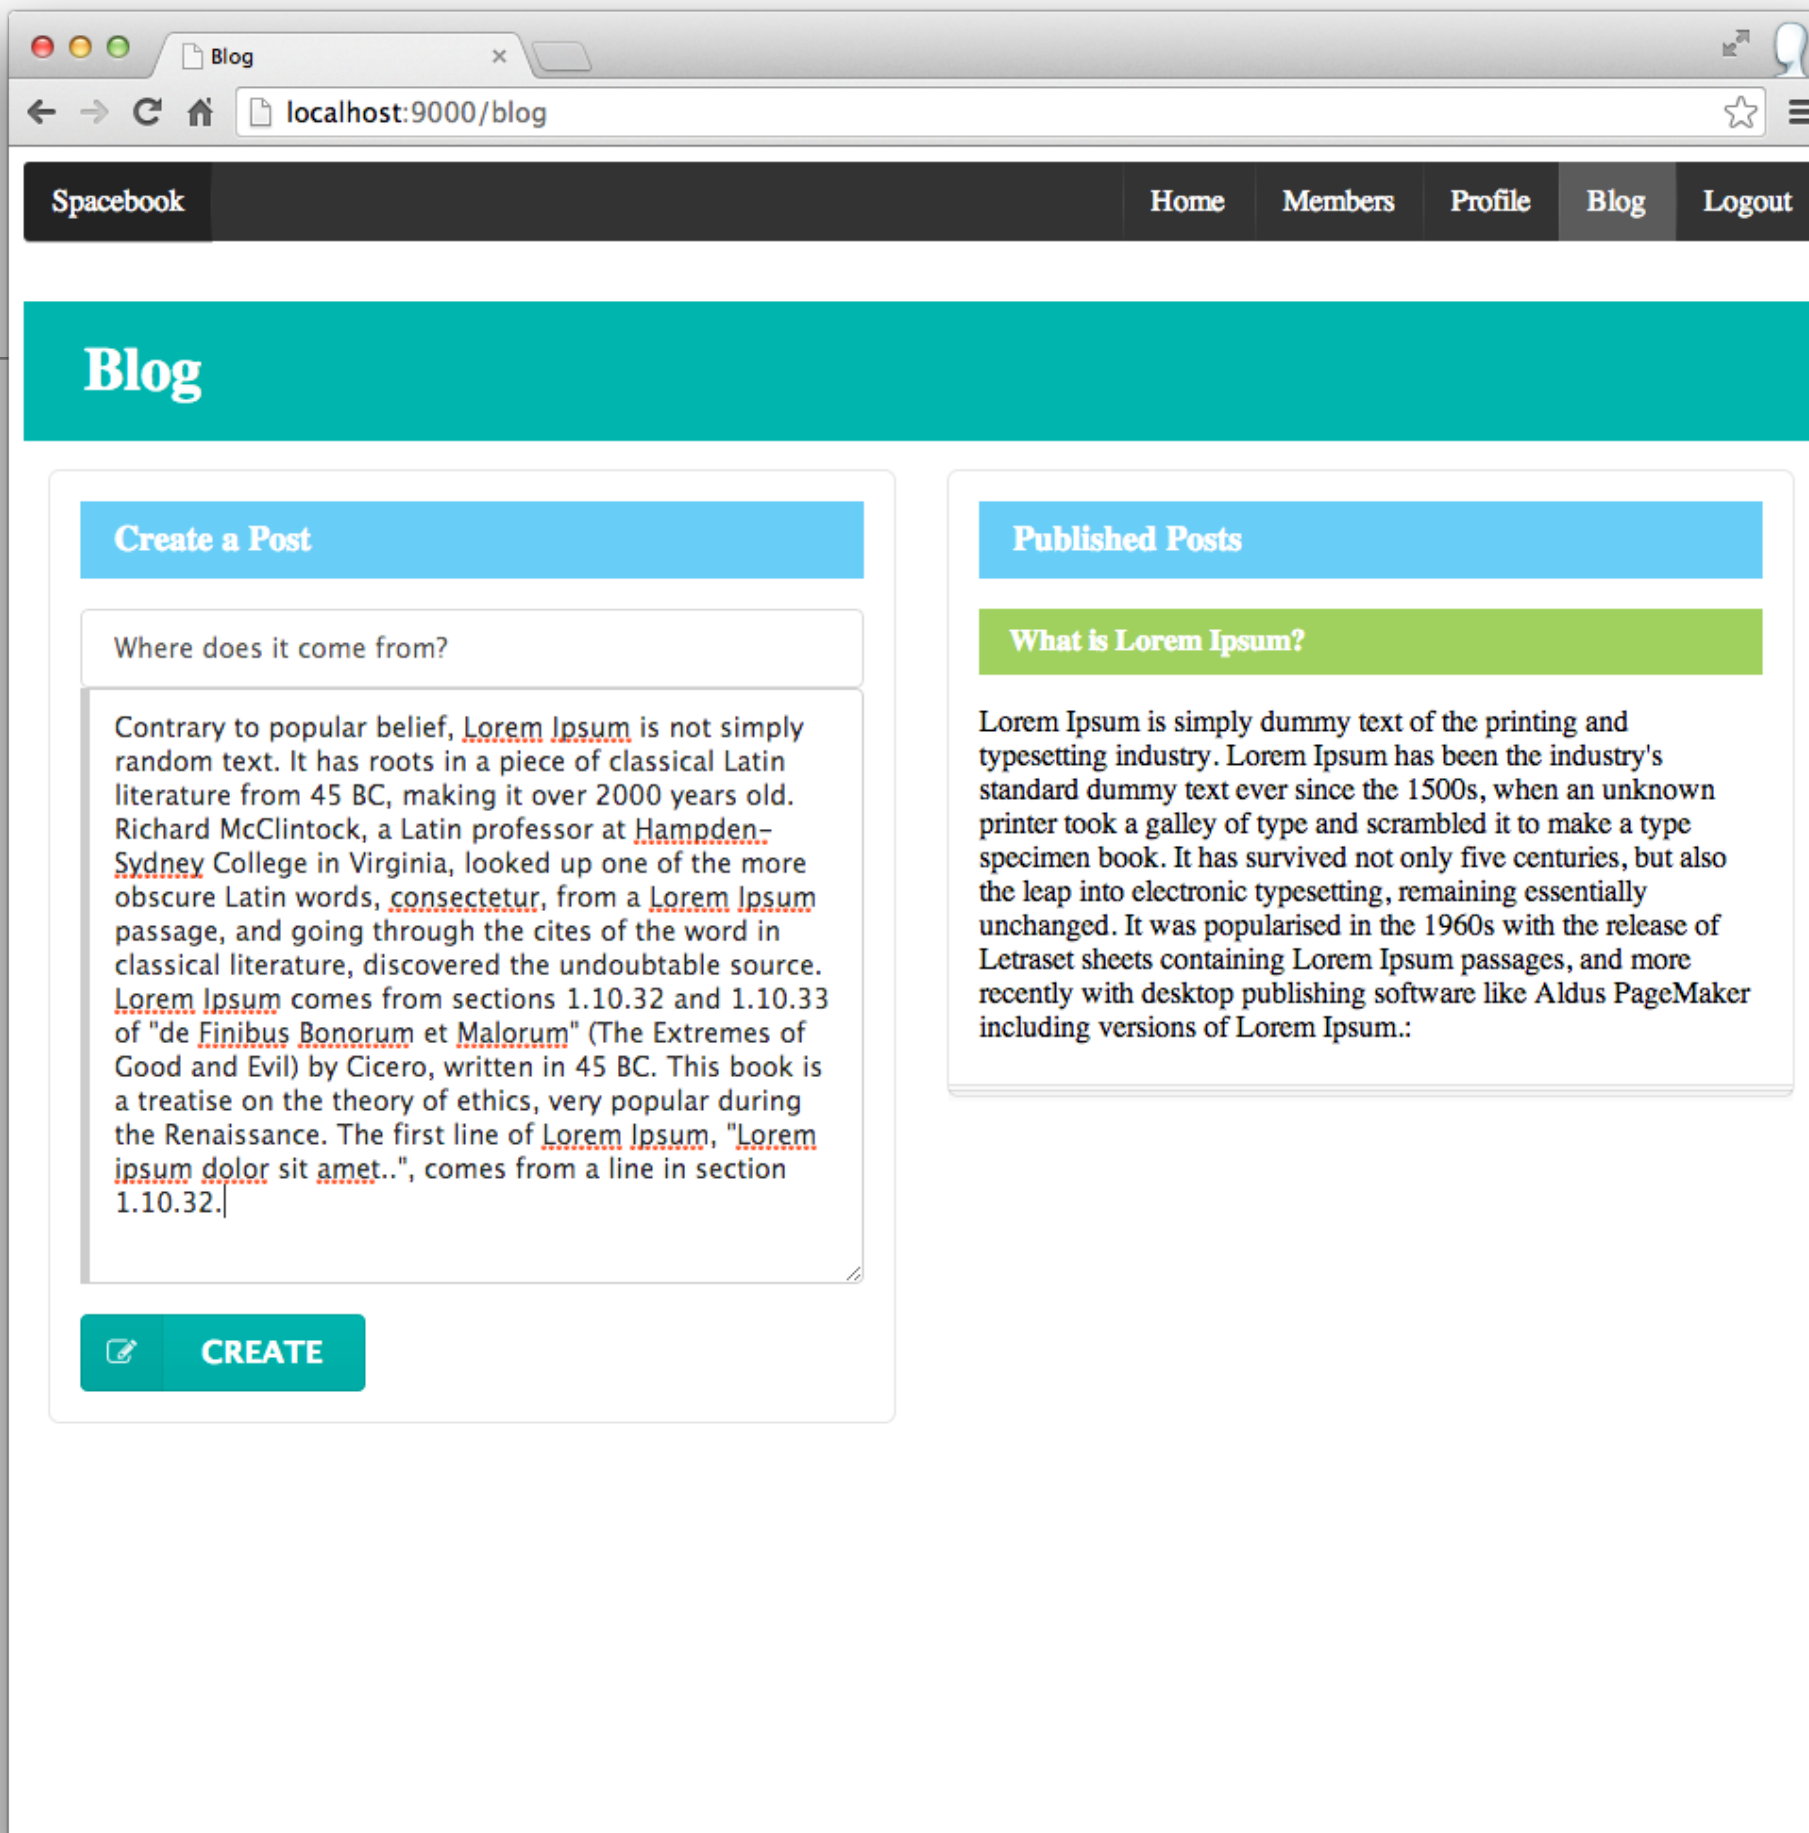 Blog
localhost:9000/blog
Spacebook
Home
Members
Profile
Blog
Logout
Blog
Create a Post
Where does it come from?
Contrary to popular belief, Lorem Ipsum is not simply
random text. It has roots in a piece of classical Latin
literature from 45 BC, making it over 2000 years old.
Richard McClintock, a Latin professor at Hampden-
Sydney College in Virginia, looked up one of the more
obscure Latin words, consectetur, from a Lorem Ipsum
passage, and going through the cites of the word in
classical literature, discovered the undoubtable source.
Lorem Ipsum comes from sections 1.10.32 and 1.10.33
of "de Finibus Bonorum et Malorum" (The Extremes of
Good and Evil) by Cicero, written in 45 BC. This book is
a treatise on the theory of ethics, very popular during
the Renaissance. The first line of Lorem Ipsum, "Lorem
ipsum dolor sit amet..", comes from a line in section
1.10.32.
CREATE
Published Posts
What is Lorem Ipsum?
Lorem Ipsum is simply dummy text of the printing and
typesetting industry. Lorem Ipsum has been the industry's
standard dummy text ever since the 1500s, when an unknown
printer took a galley of type and scrambled it to make a type
specimen book. It has survived not only five centuries, but also
the leap into electronic typesetting, remaining essentially
unchanged. It was popularised in the 1960s with the release of
Letraset sheets containing Lorem Ipsum passages, and more
recently with desktop publishing software like Aldus PageMaker
including versions of Lorem Ipsum.: